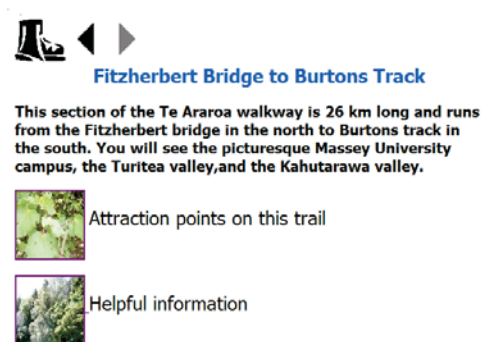 Fitzherbert Bridge to Burtons Track
This section of the Te Araroa walkway is 26 km long and runs
from the Fitzherbert bridge in the north to Burtons track in
the south. You will see the picturesque Massey University
campus, the Turitea valley,and the Kahutarawa valley.
Attraction points on this trail
Helpful information